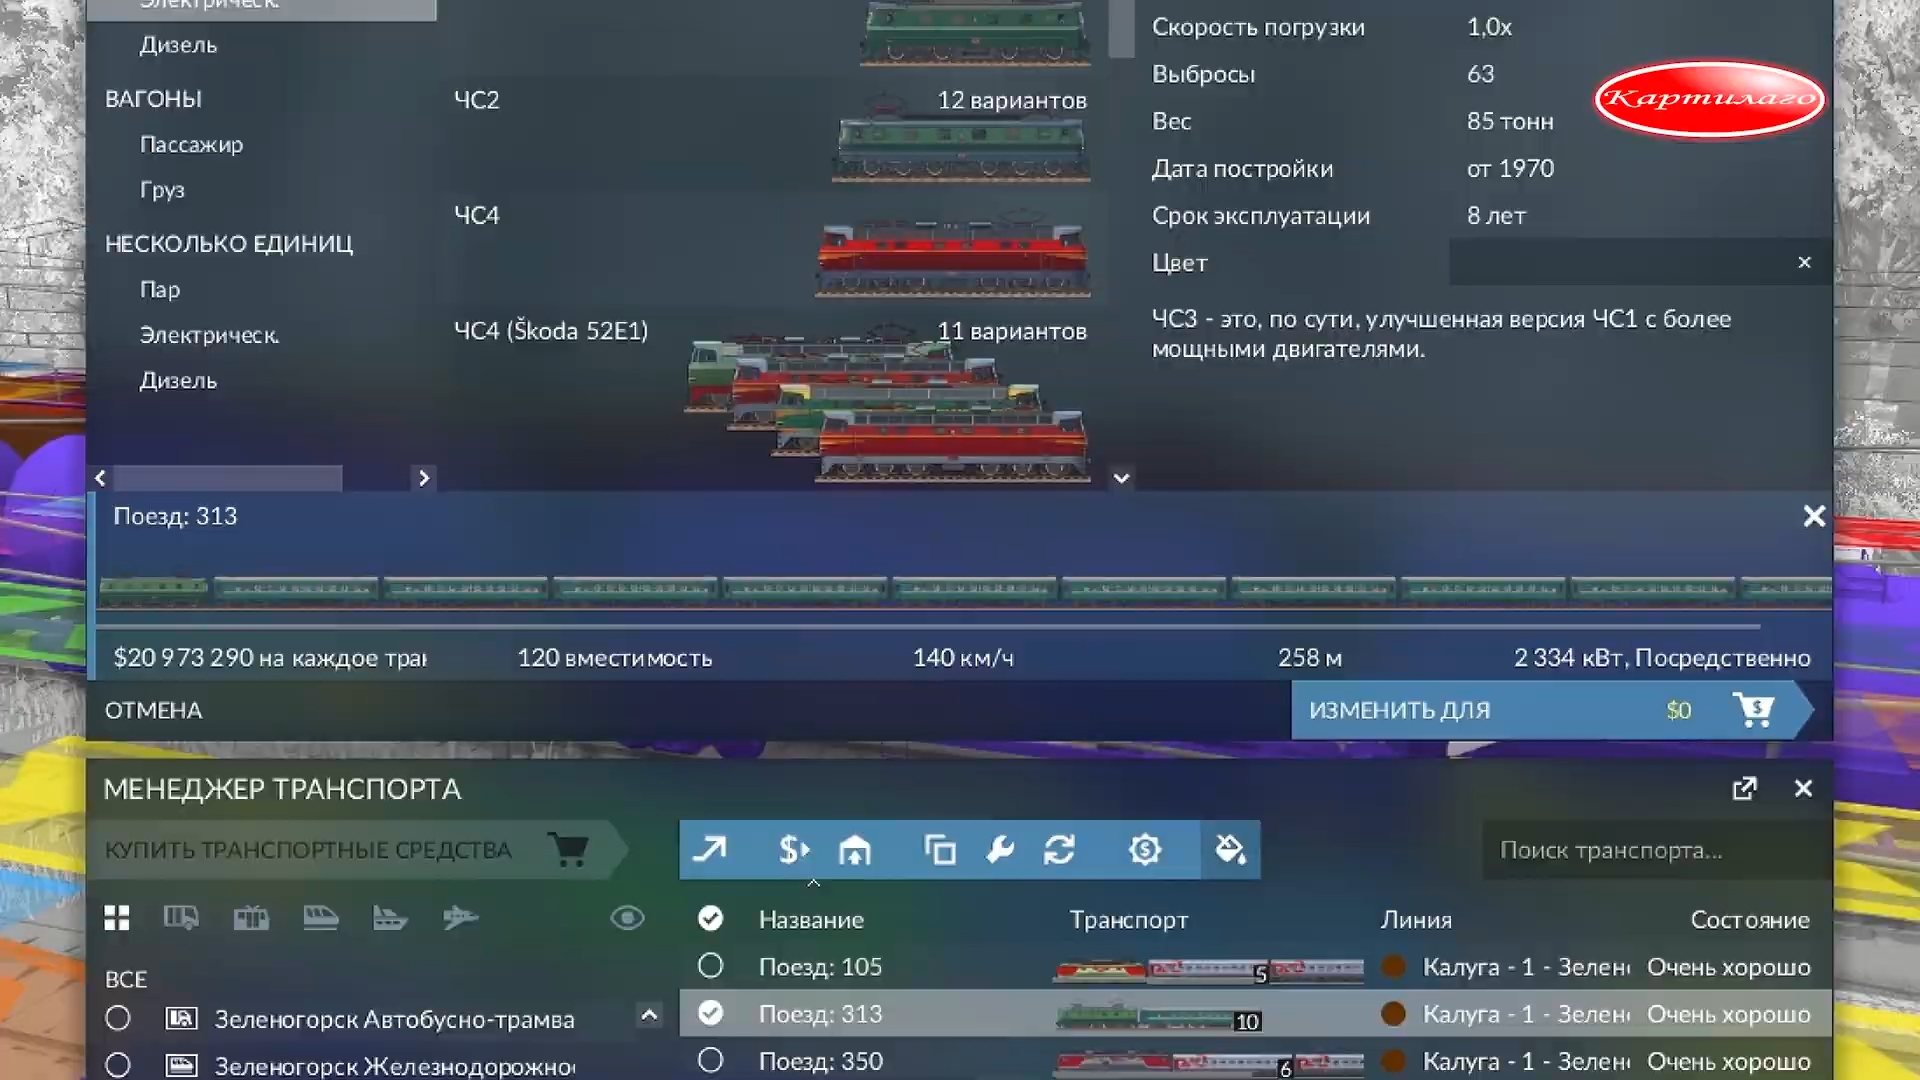 Электрическ.
Дизель
ВАГОНЫ
Пассажир
Груз
НЕСКОЛЬКО ЕДИНИЦ
Пар
Электрическ.
Дизель
ЧС2
12 вариантов
ЧС4
ЧС4 (Škoda 52E1)
11 вариантов
Скорость погрузки 1,0x
Выбросы 63
Вес 85 тонн
Дата постройки от 1970
Срок эксплуатации 8 лет
Цвет
ЧС3 - это, по сути, улучшенная версия ЧС1 с более
мощными двигателями.
Картилаго
Поезд: 313
$20 973 290 на каждое тран
120 вместимость
140 км/ч
258 м
2 334 кВт, Посредственно
ОТМЕНА
ИЗМЕНИТЬ ДЛЯ $0
МЕНЕДЖЕР ТРАНСПОРТА
КУПИТЬ ТРАНСПОРТНЫЕ СРЕДСТВА
Поиск транспорта...
ВСЕ
Зеленогорск Автобусно-трамва
Зеленогорск Железнодорожно
Название Транспорт Линия Состояние
Поезд: 105 5 Калуга - 1 - Зелен Очень хорошо
Поезд: 313 10 Калуга - 1 - Зелен Очень хорошо
Поезд: 350 6 Калуга - 1 - Зелен Очень хорошо